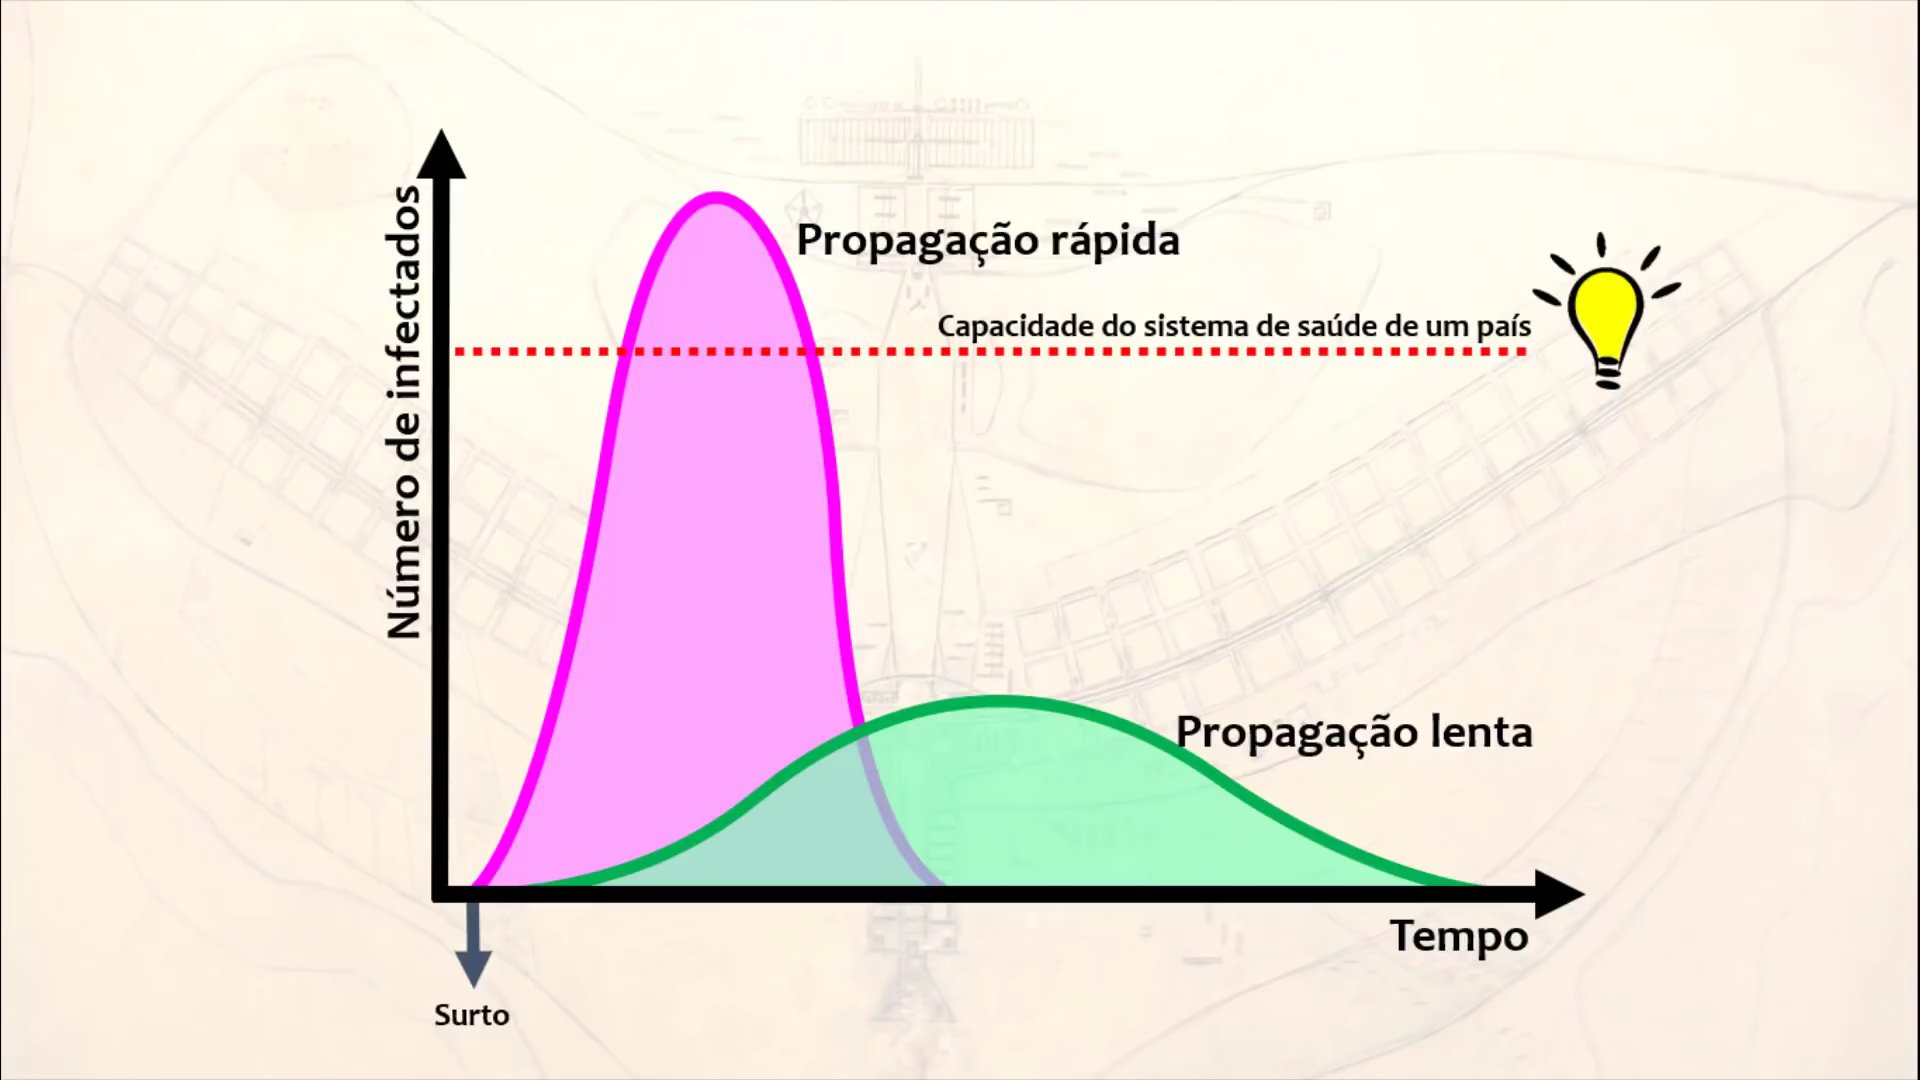 Propagação rápida
Capacidade do sistema de saúde de um país
Número de infectados
Propagação lenta
Tempo
Surto